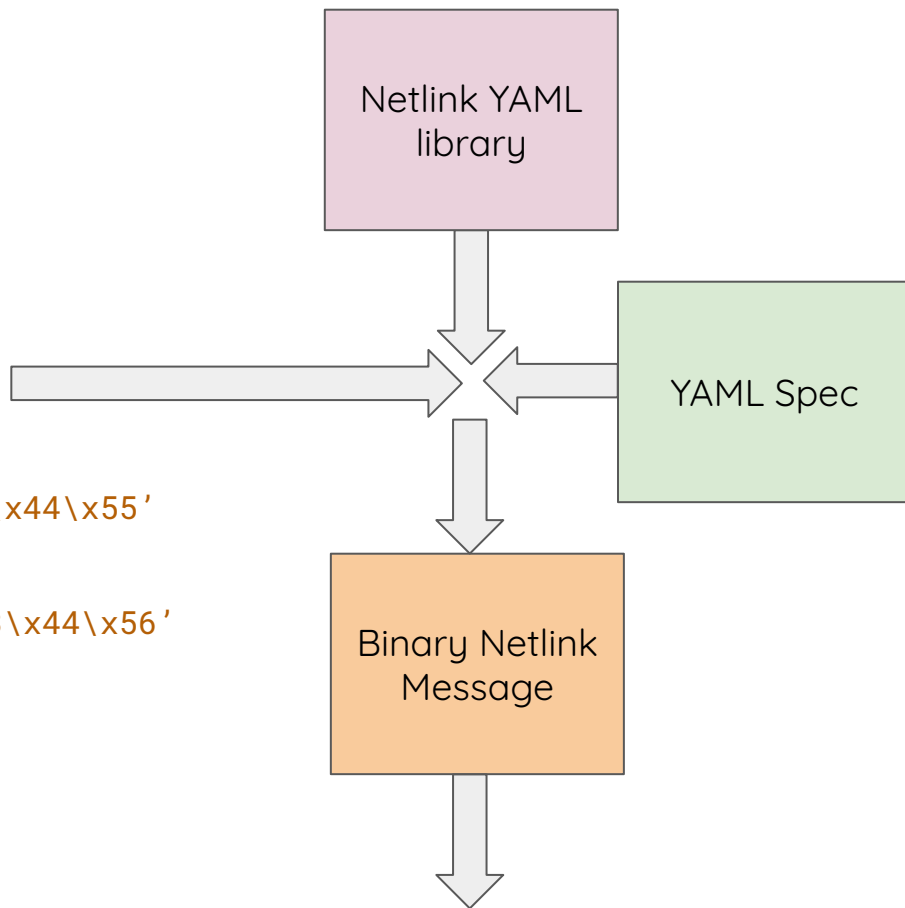 Netlink YAML
library
YAML Spec
x44\x55’
\x44\x56’
Binary Netlink
Message